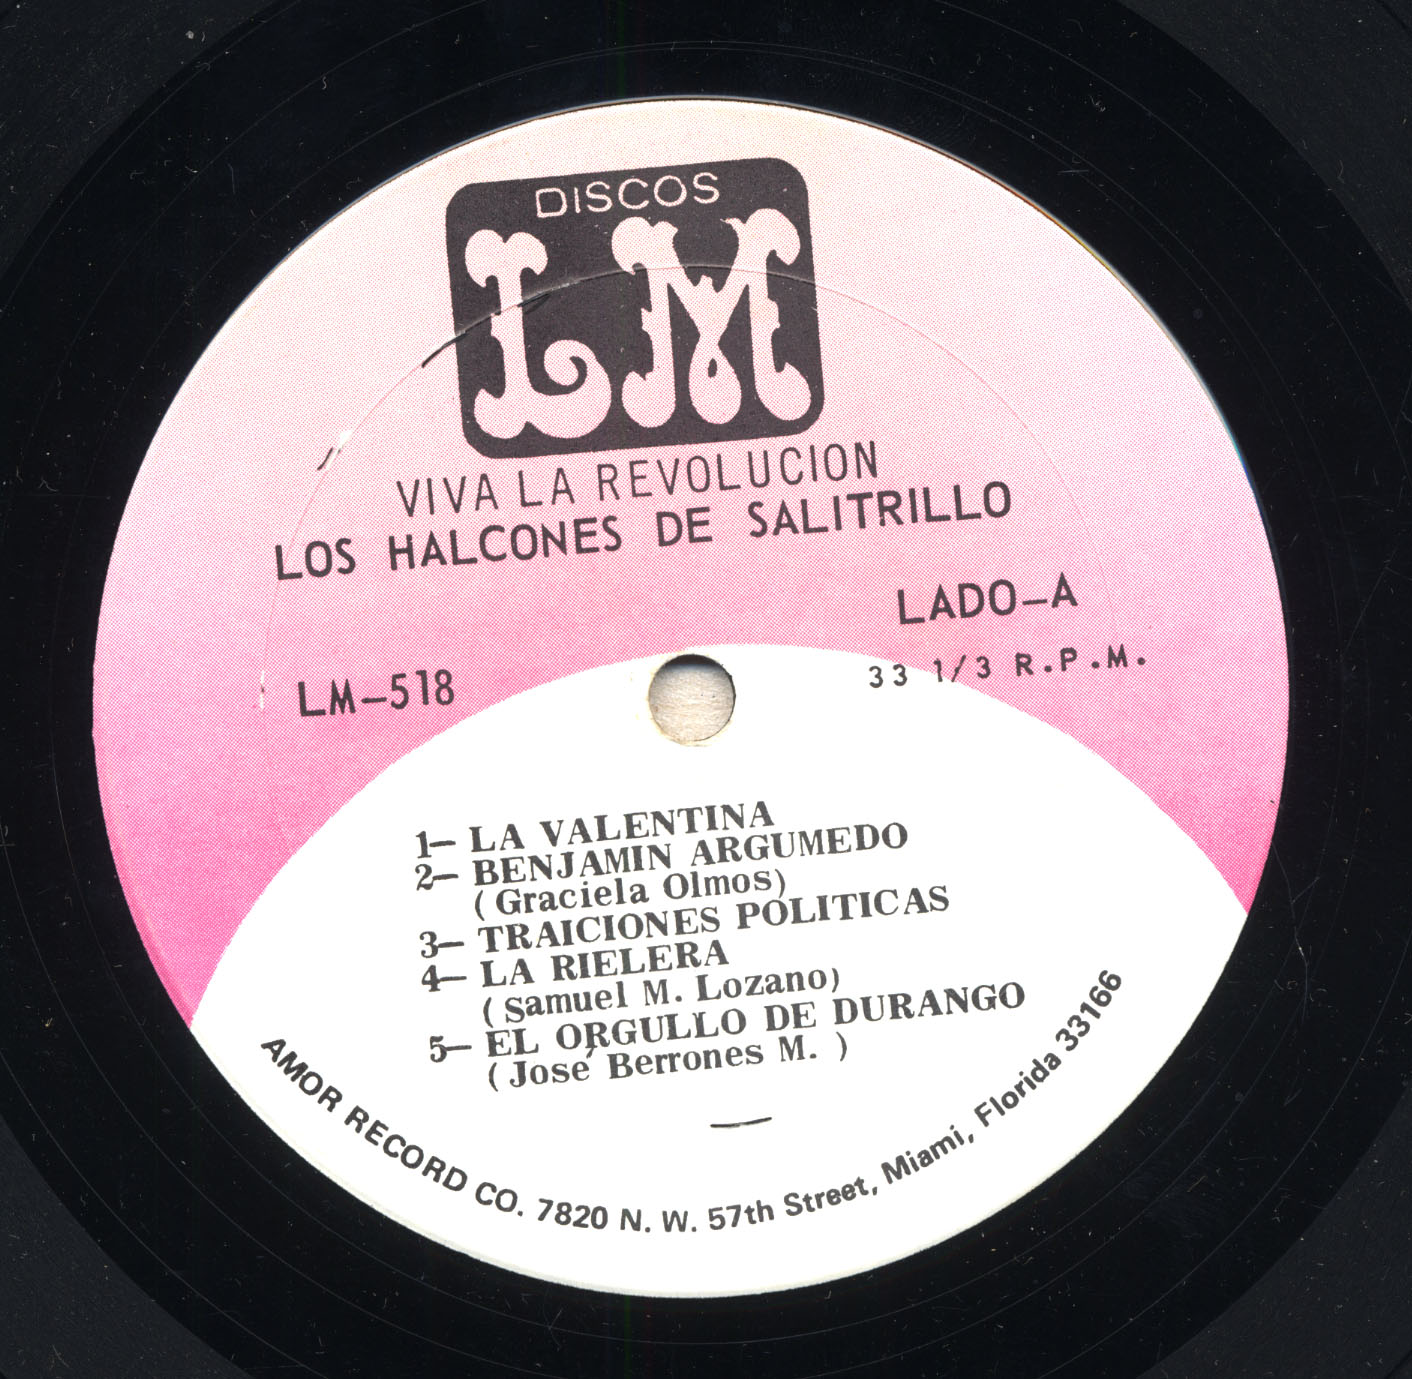 DISCOS
LM
VIVA LA REVOLUCION
LOS HALCONES DE SALITRILLO
LADO-A
LM-518
33 1/3 R.P.M.
1- LA VALENTINA
2- BENJAMIN ARGUMEDO
(Graciela Olmos)
3- TRAICIONES POLITICAS
4- LA RIELERA
(Samuel M. Lozano)
5- EL ORGULLO DE DURANGO
(José Berrones M. )
AMOR RECORD CO. 7820 N. W. 57th Street, Miami, Florida 33166